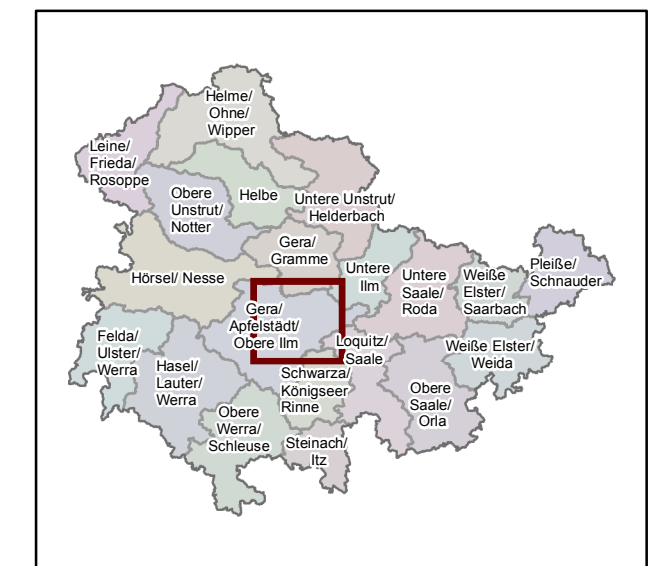 Helme/
Ohne/
Wipper
Leine/
Frieda/
Rosoppe
Obere
Unstrut/
Notter
Helbe
Untere Unstrut/
Helderbach
Gera/
Gramme
Hörsel/ Nesse
Untere
Ilm
Untere
Saale/
Roda
Weiße
Elster/
Saarbach
Pleiße/
Schnauder
Gera/
Apfelstädt/
Obere Ilm
Loquitz/
Saale
Weiße Elster/
Weida
Felda/
Ulster/
Werra
Hasel/
Lauter/
Werra
Schwarza/
Königseer
Rinne
Obere
Saale/
Orla
Obere
Werra/
Schleuse
Steinach/
Itz